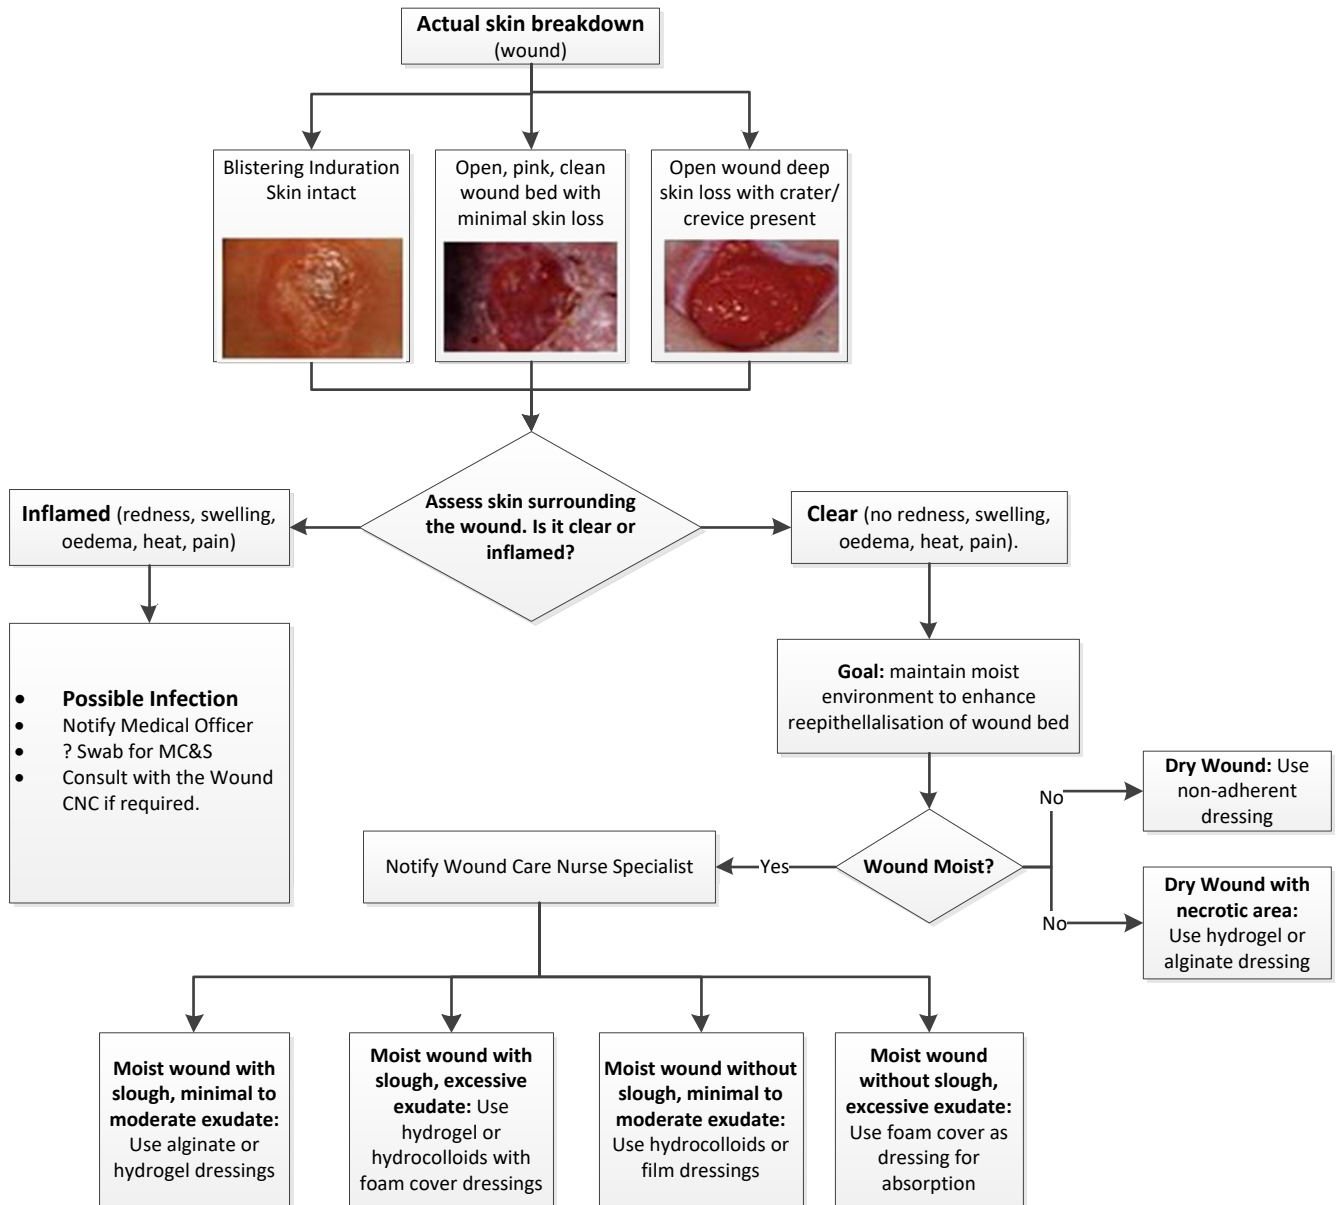 Actual skin breakdown
(wound)
Blistering Induration
Skin intact
Open, pink, clean
wound bed with
minimal skin loss
Open wound deep
skin loss with crater/
crevice present
Assess skin surrounding
the wound. Is it clear or
inflamed?
Inflamed (redness, swelling,
oedema, heat, pain)
Clear (no redness, swelling,
oedema, heat, pain).
• Possible Infection
• Notify Medical Officer
• ? Swab for MC&S
• Consult with the Wound
CNC if required.
Goal: maintain moist
environment to enhance
reepithellalisation of wound bed
Wound Moist?
No
Dry Wound: Use
non-adherent
dressing
No
Dry Wound with
necrotic area:
Use hydrogel or
alginate dressing
Yes
Notify Wound Care Nurse Specialist
Moist wound with
slough, minimal to
moderate exudate:
Use alginate or
hydrogel dressings
Moist wound with
slough, excessive
exudate: Use
hydrogel or
hydrocolloids with
foam cover dressings
Moist wound without
slough, minimal to
moderate exudate:
Use hydrocolloids or
film dressings
Moist wound
without slough,
excessive exudate:
Use foam cover as
dressing for
absorption